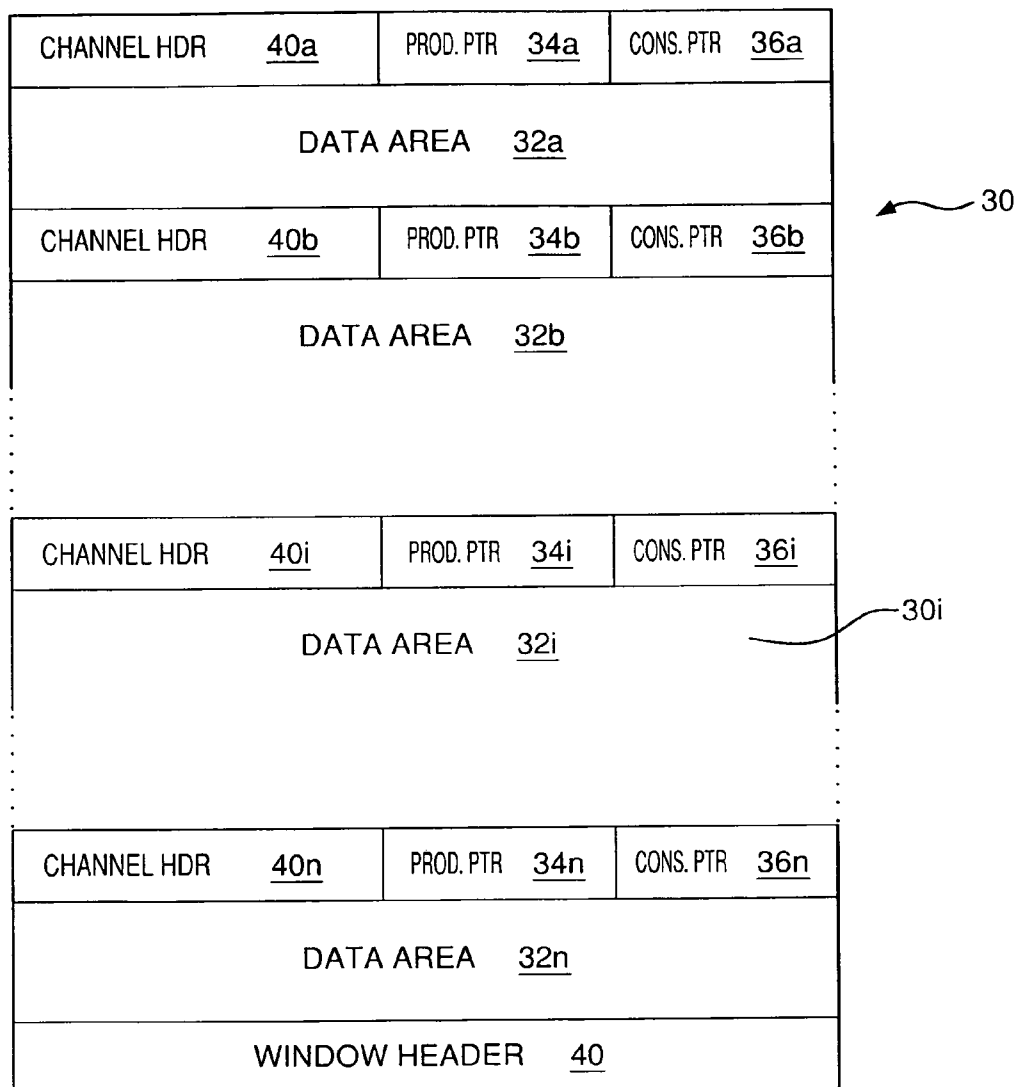 CHANNEL HDR 40a PROD. PTR 34a CONS. PTR 36a
DATA AREA 32a
30
CHANNEL HDR 40b PROD. PTR 34b CONS. PTR 36b
DATA AREA 32b
CHANNEL HDR 40i PROD. PTR 34i CONS. PTR 36i
30i
DATA AREA 32i
CHANNEL HDR 40n PROD. PTR 34n CONS. PTR 36n
DATA AREA 32n
WINDOW HEADER 40